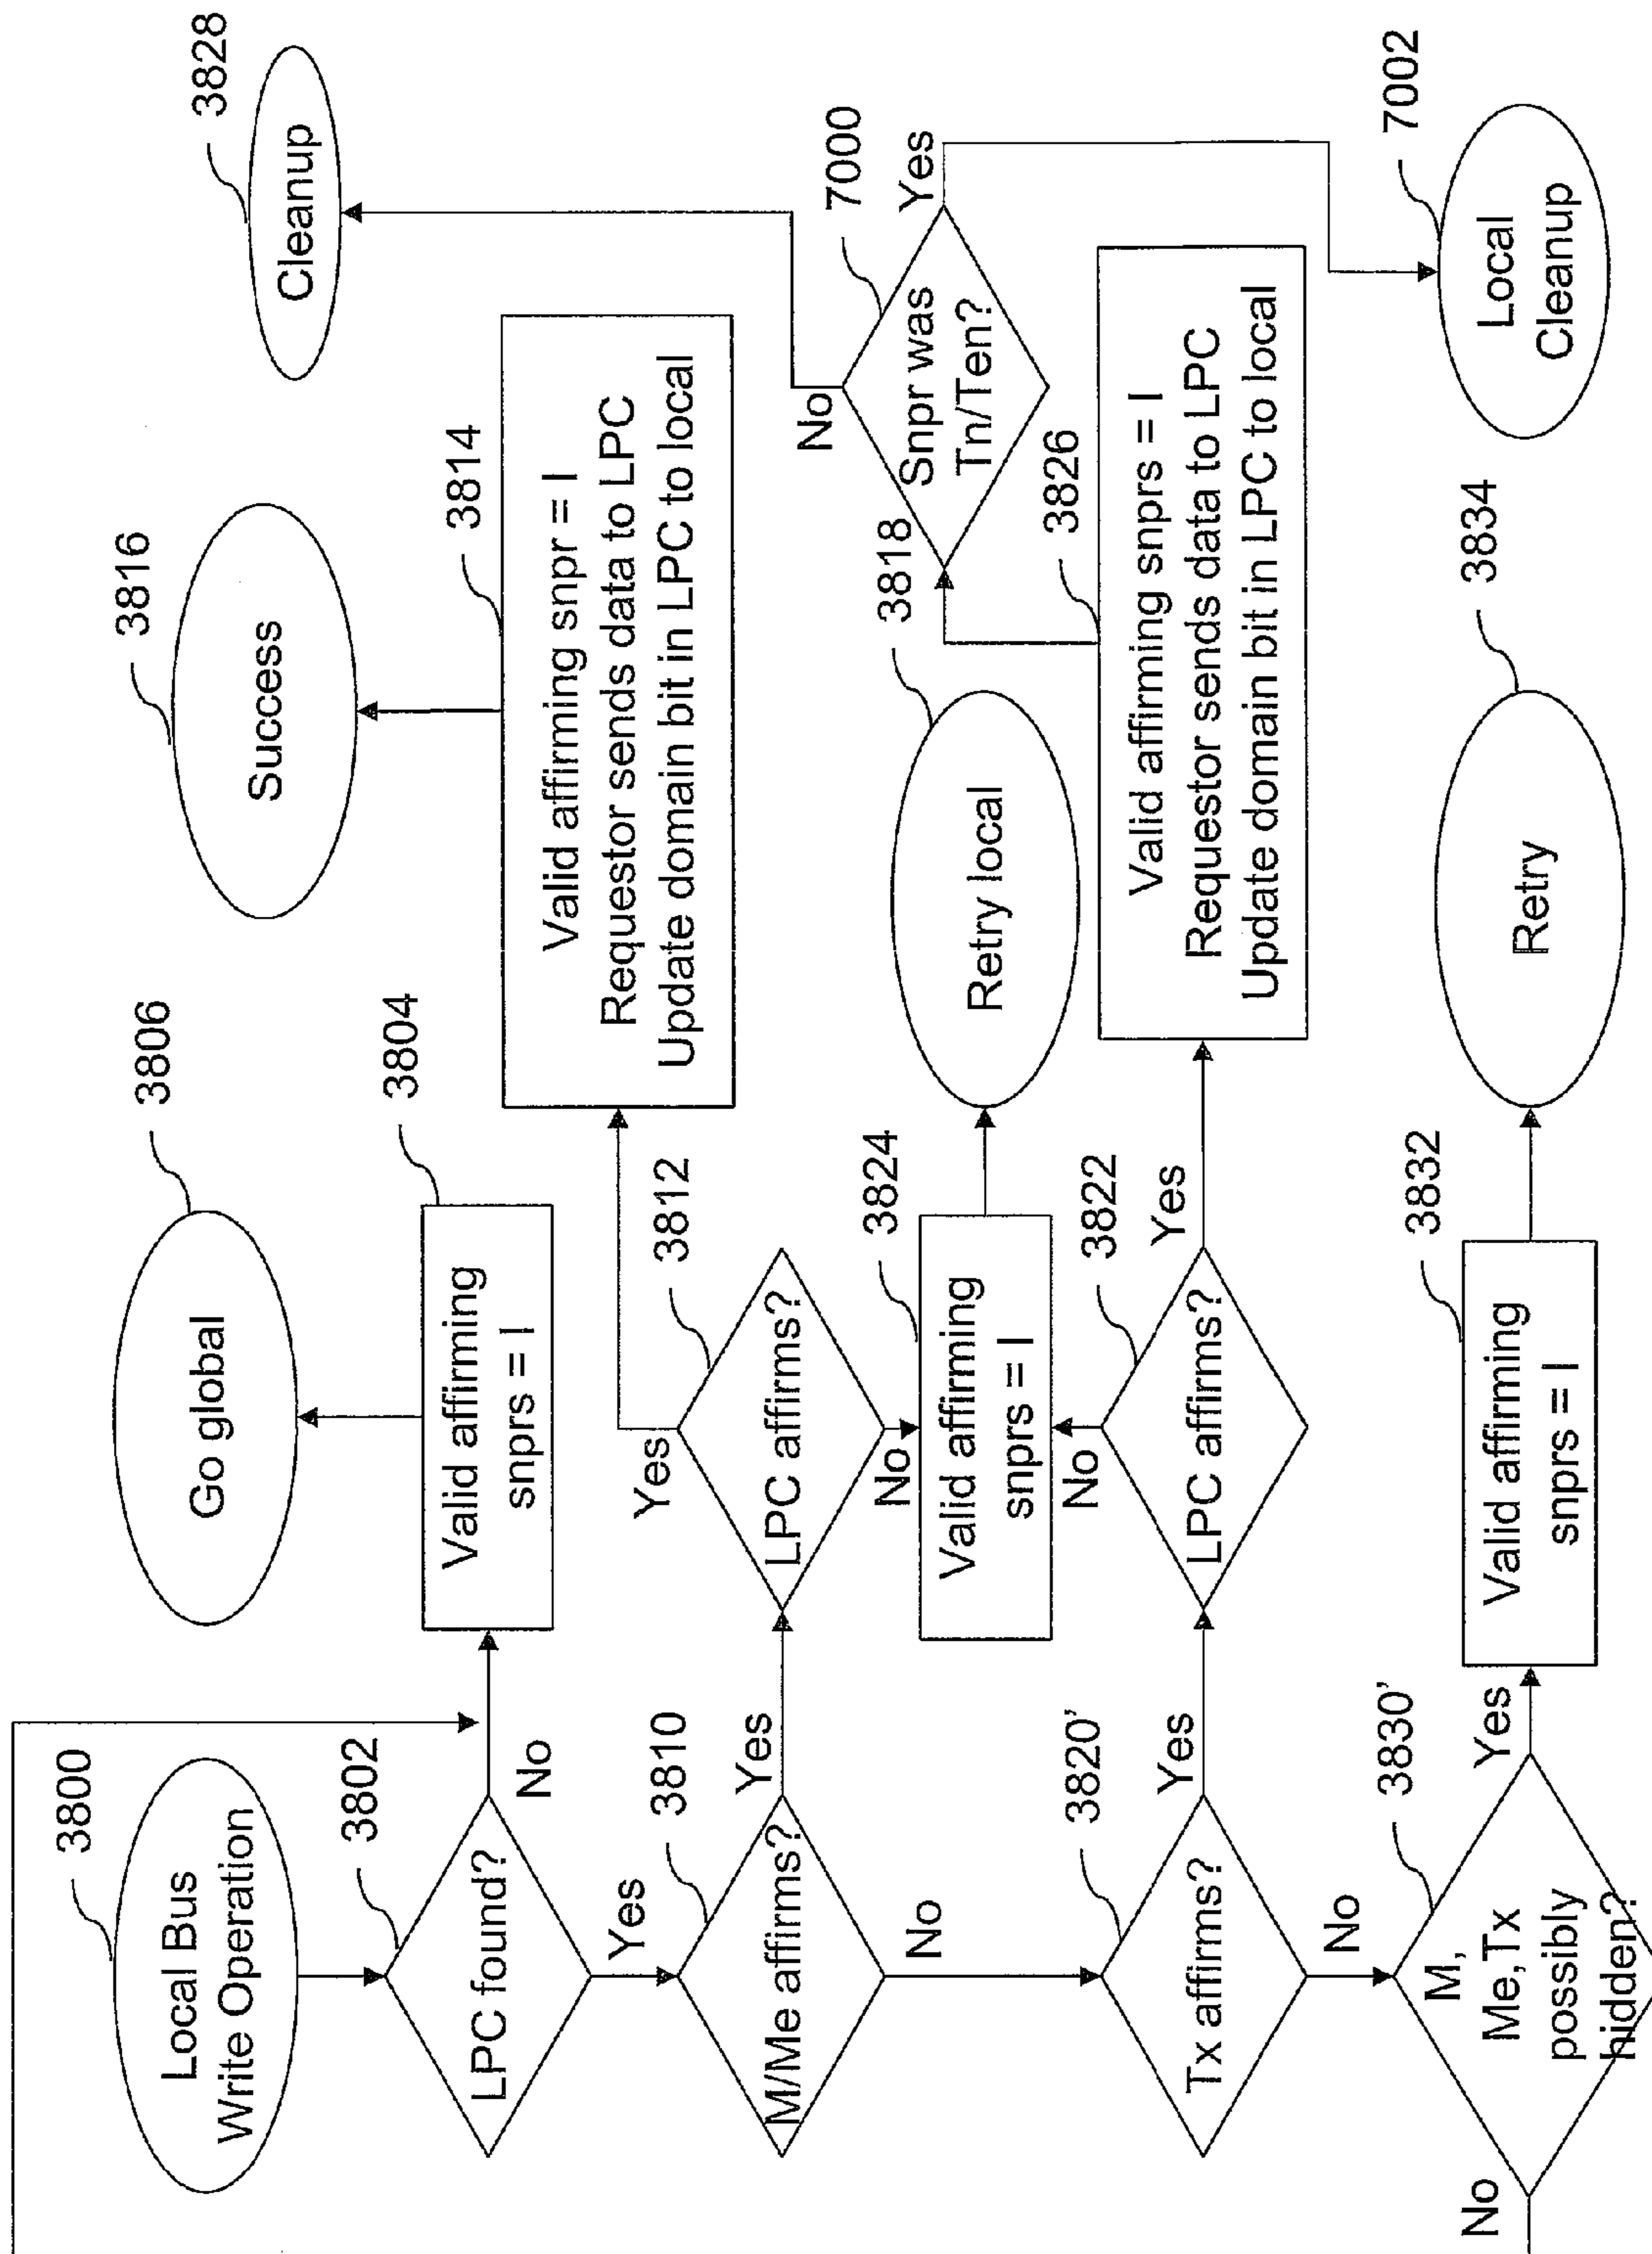 3800
Local Bus
Write Operation
3802
LPC found?
No
Yes
3804
Valid affirming
snprs = I
3806
Go global
3810
M/Me affirms?
Yes
No
3812
LPC affirms?
Yes
No
3814
Valid affirming snpr = I
Requestor sends data to LPC
Update domain bit in LPC to local
3816
Success
3820'
Tx affirms?
Yes
No
3822
LPC affirms?
Yes
No
3824
Valid affirming
snprs = I
3818
Retry local
3826
Valid affirming snprs = I
Requestor sends data to LPC
Update domain bit in LPC to local
7000
Snpr was
Tn/Ten?
No
Yes
3828
Cleanup
7002
Local
Cleanup
3830'
M,
Me,Tx
possibly
hidden?
Yes
No
3832
Valid affirming
snprs = I
3834
Retry